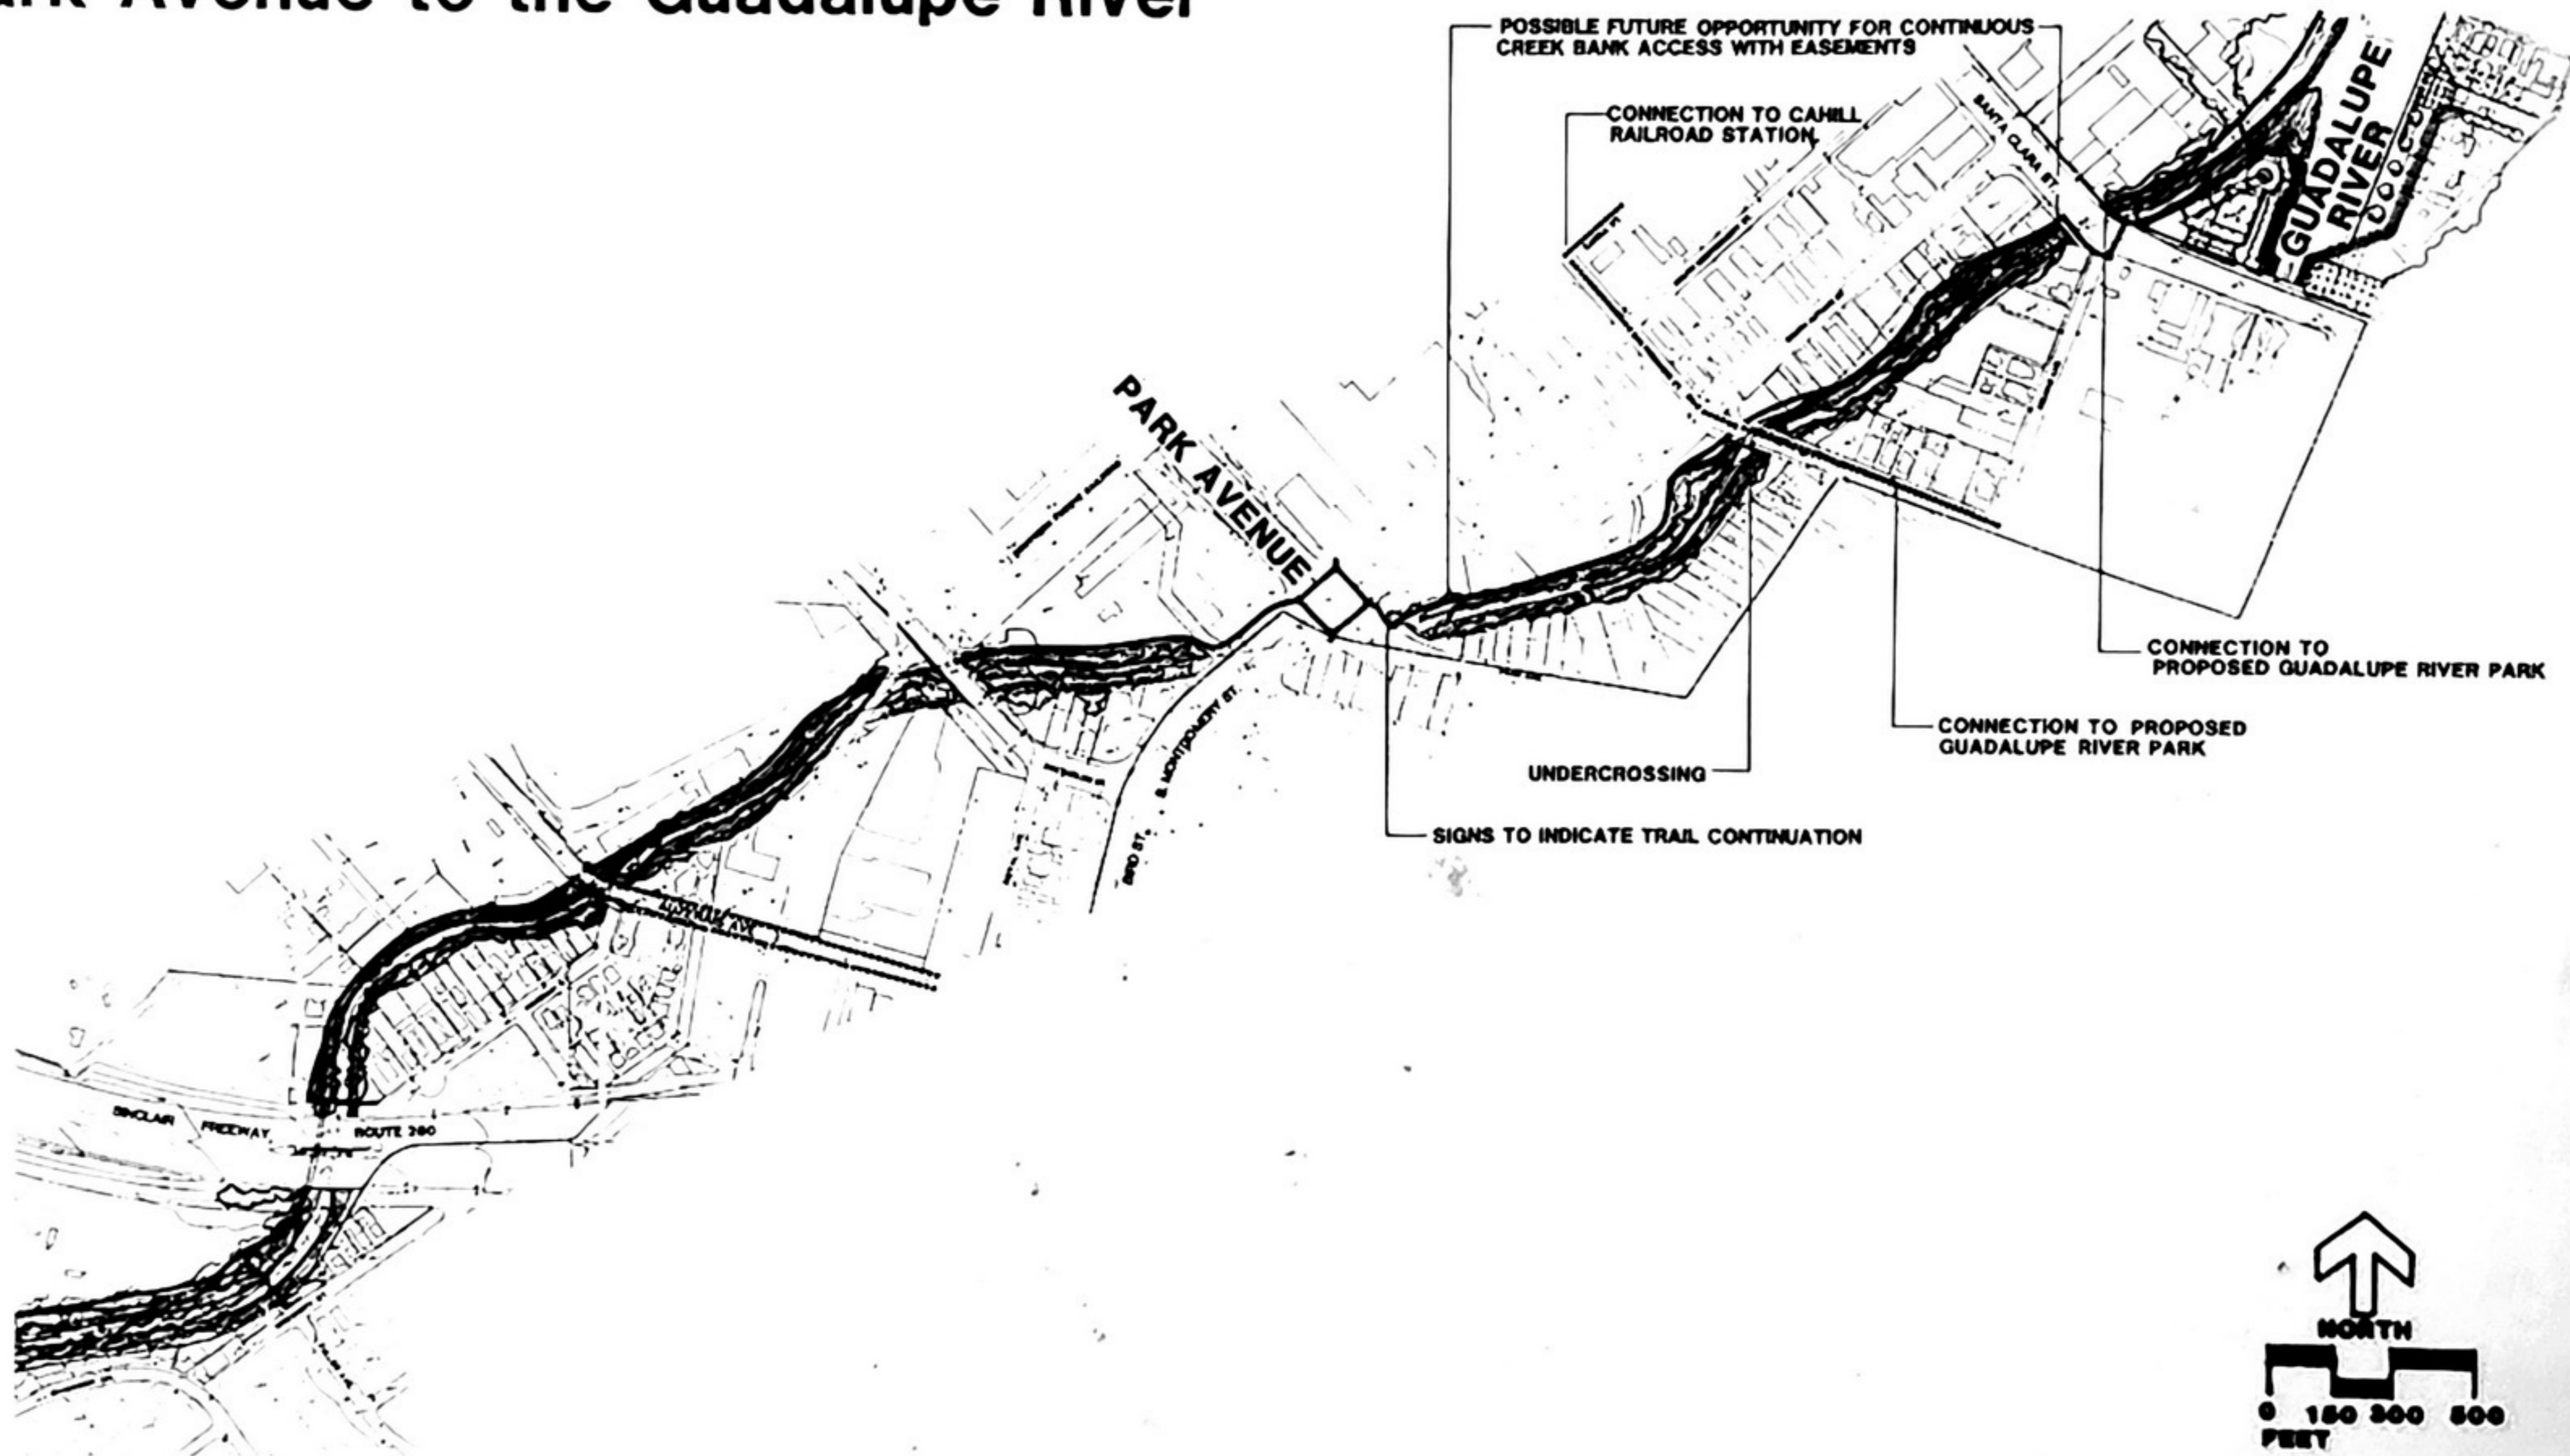 ark Avenue to the Guadalupe River
POSSIBLE FUTURE OPPORTUNITY FOR CONTINUOUS
CREEK BANK ACCESS WITH EASEMENTS
CONNECTION TO CAHILL
RAILROAD STATION
SANTA CLARA ST.
GUADALUPE
RIVER
PARK AVENUE
CONNECTION TO
PROPOSED GUADALUPE RIVER PARK
CONNECTION TO PROPOSED
GUADALUPE RIVER PARK
UNDERCROSSING
SIGNS TO INDICATE TRAIL CONTINUATION
S. MONTGOMERY ST.
BIRD ST.
SINCLAIR FREEWAY ROUTE 280
NORTH
0 150 300 500
FEET